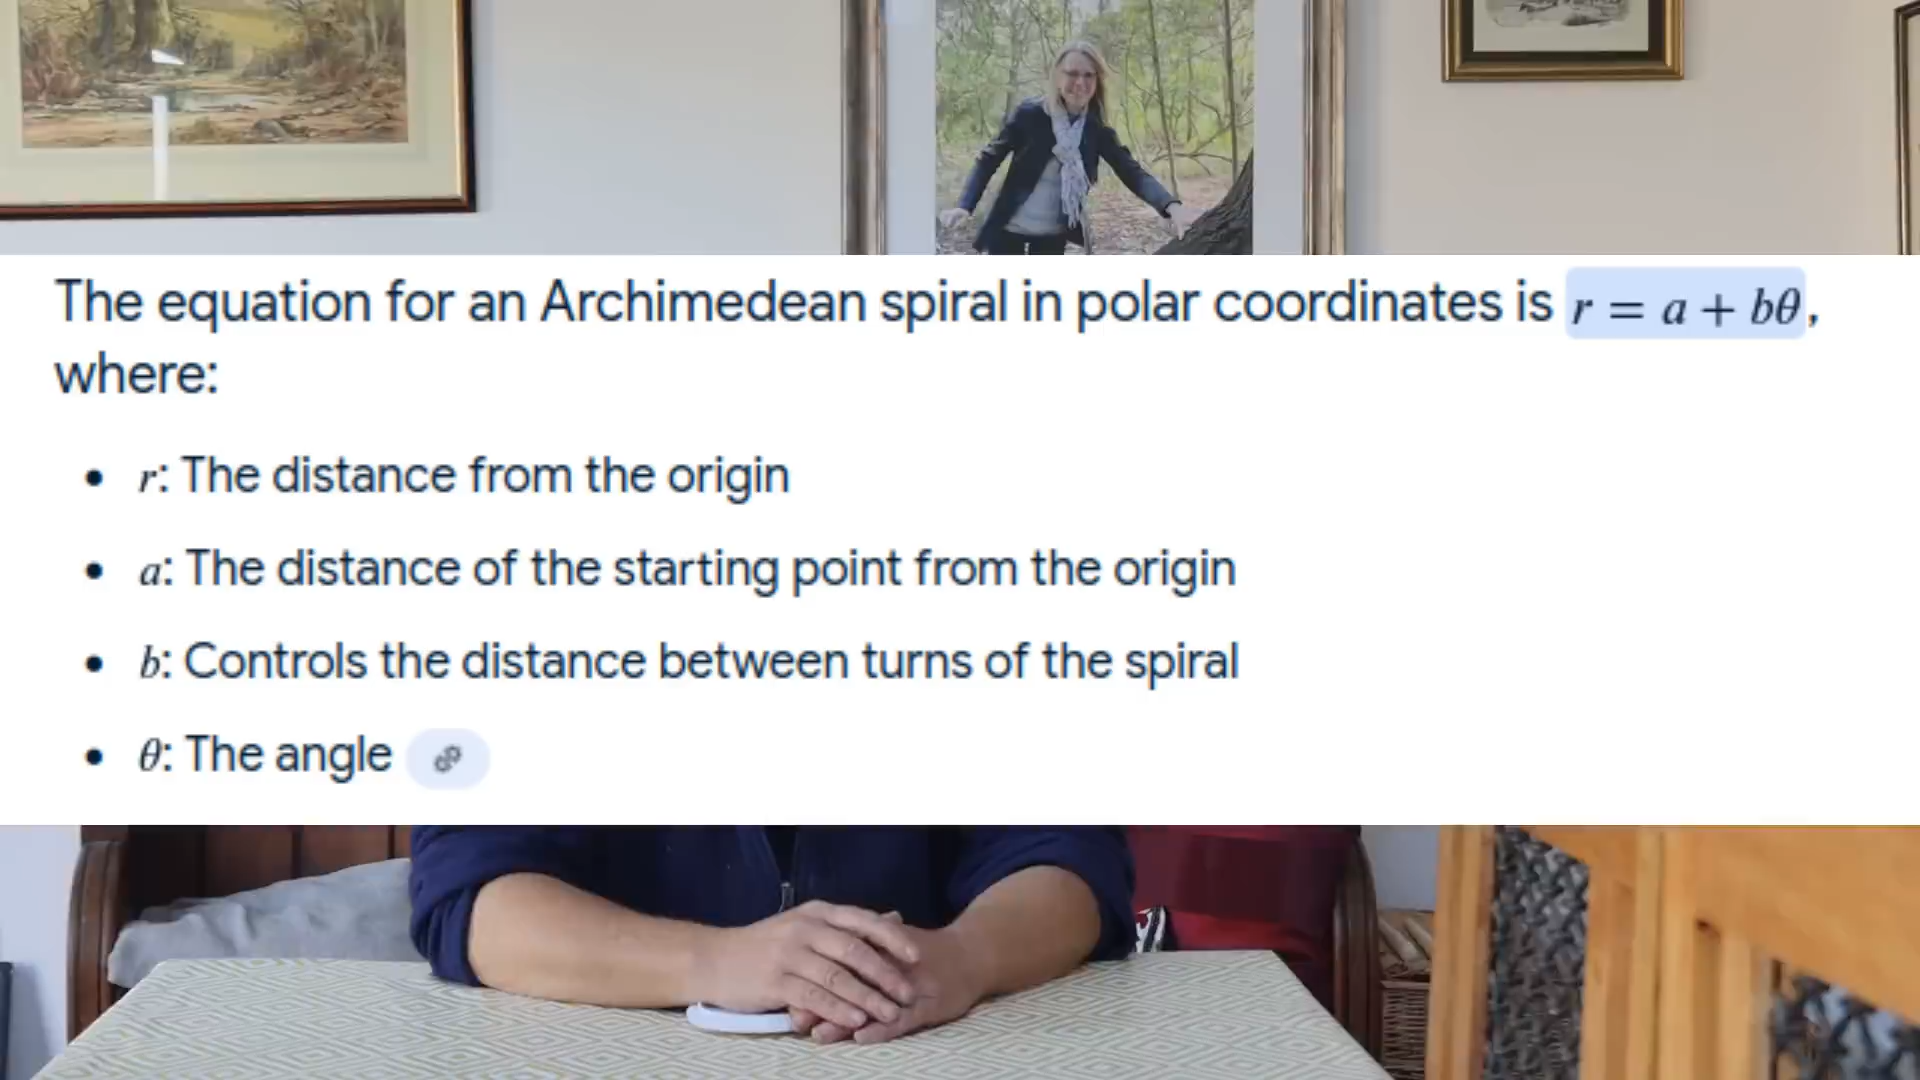 The equation for an Archimedean spiral in polar coordinates is r = a + bθ,
where:
• r: The distance from the origin
• a: The distance of the starting point from the origin
• b: Controls the distance between turns of the spiral
• θ: The angle